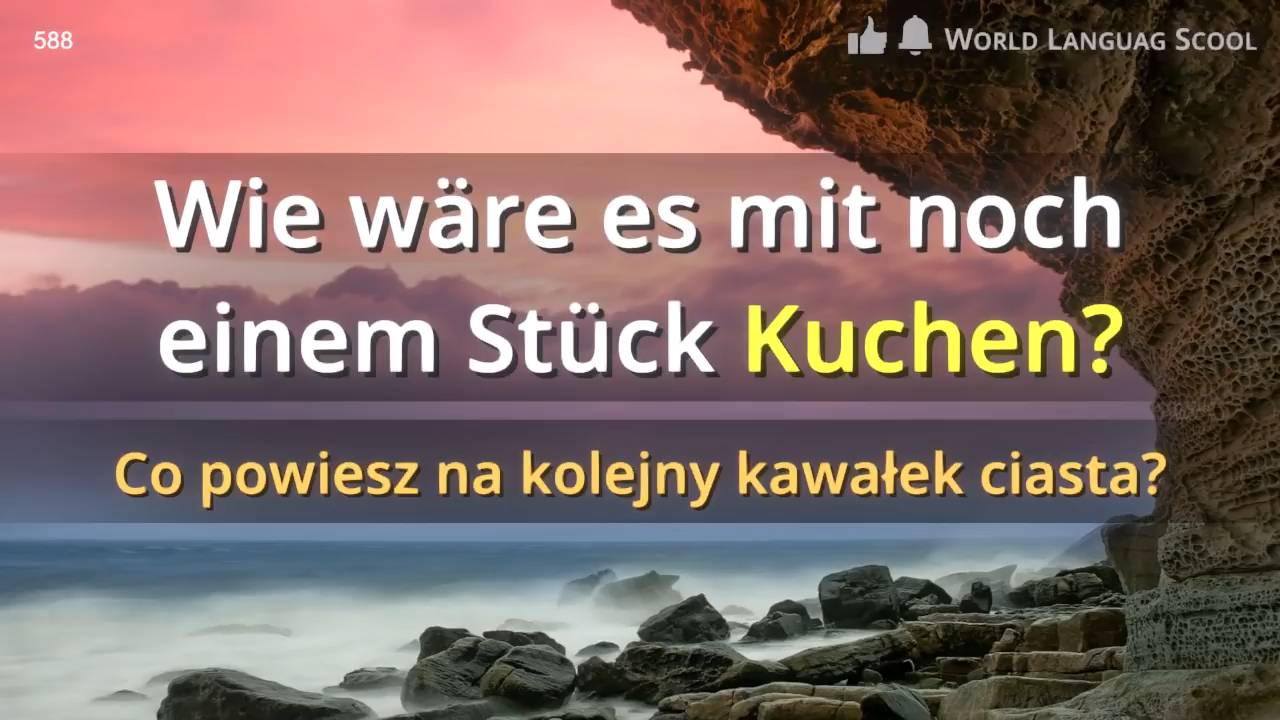 588
World Languag Scool
Wie wäre es mit noch
einem Stück Kuchen?
Co powiesz na kolejny kawałek ciasta?